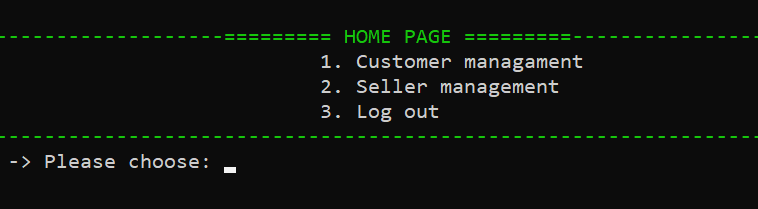 -------------------========= HOME PAGE =========----------------
1. Customer managament
2. Seller management
3. Log out
----------------------------------------------------------------
-> Please choose: _